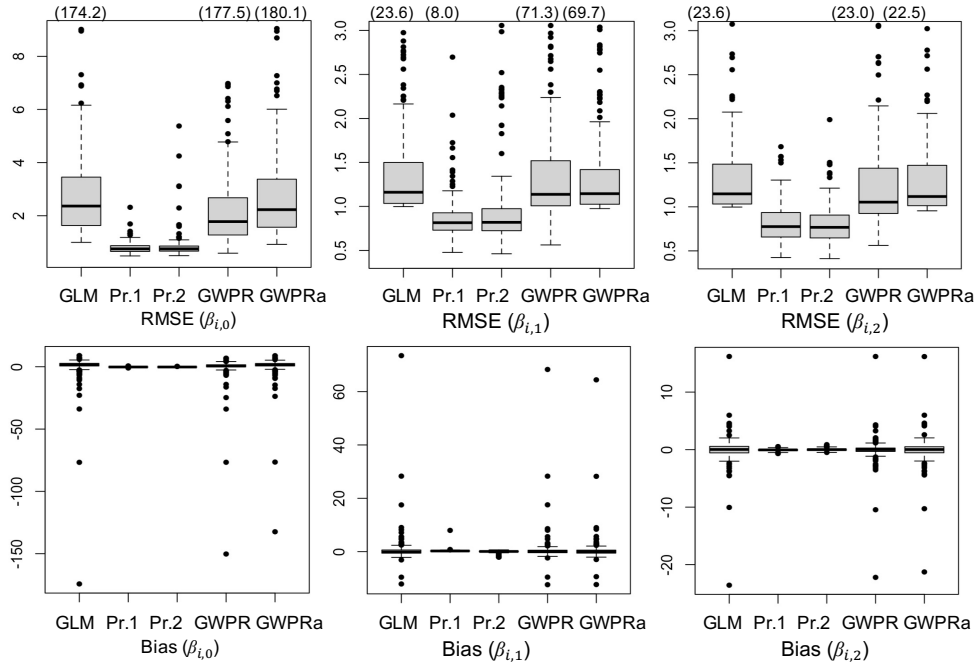 (174.2) (177.5) (180.1)
8
6
4
2
GLM Pr.1 Pr.2 GWPR GWPRa
RMSE (β_{i,0})
(23.6) (8.0) (71.3) (69.7)
3.0
2.5
2.0
1.5
1.0
0.5
GLM Pr.1 Pr.2 GWPR GWPRa
RMSE (β_{i,1})
(23.6) (23.0) (22.5)
3.0
2.5
2.0
1.5
1.0
0.5
GLM Pr.1 Pr.2 GWPR GWPRa
RMSE (β_{i,2})
0
-50
-100
-150
GLM Pr.1 Pr.2 GWPR GWPRa
Bias (β_{i,0})
60
40
20
0
GLM Pr.1 Pr.2 GWPR GWPRa
Bias (β_{i,1})
10
0
-10
-20
GLM Pr.1 Pr.2 GWPR GWPRa
Bias (β_{i,2})